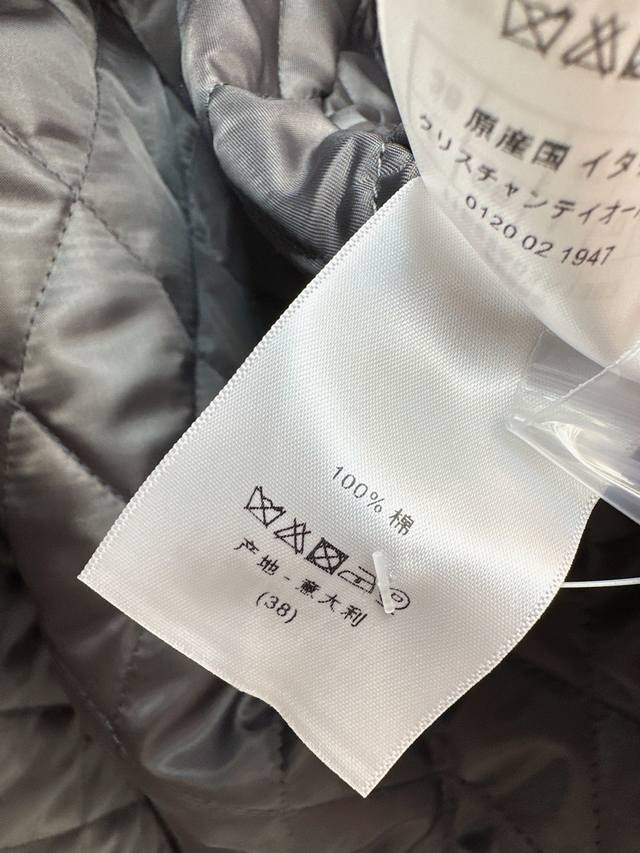 原産国 イタ
クリスチャンディオー
0120 02 1947
100% 棉
产地 - 意大利
(38)